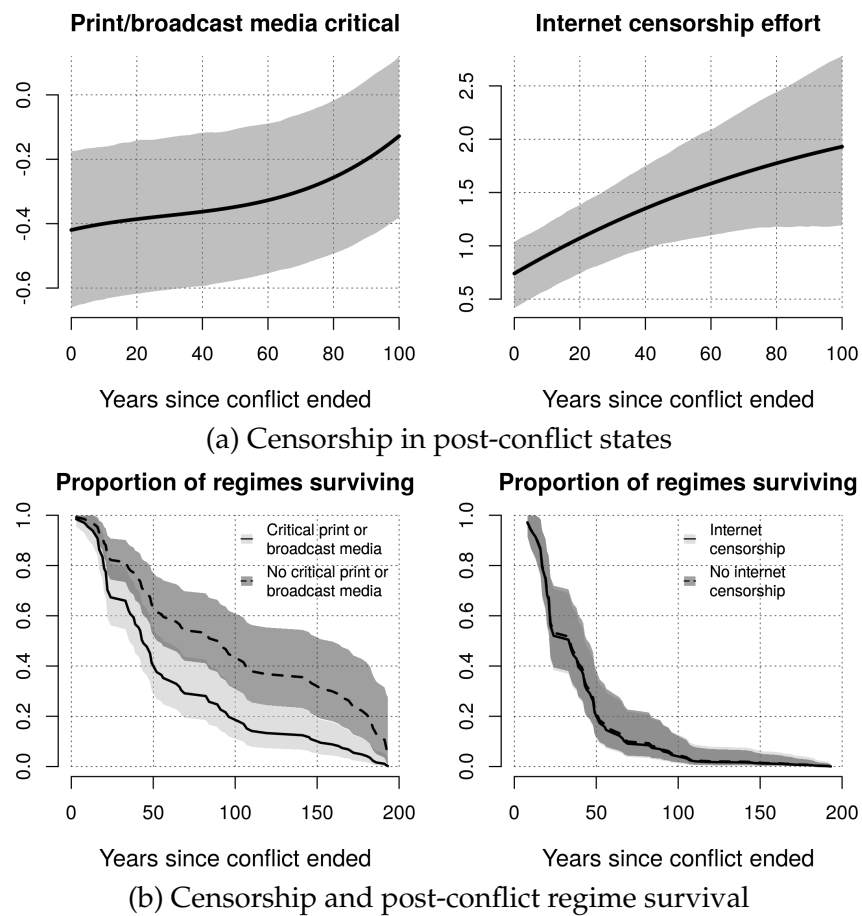 Print/broadcast media critical
0.0
-0.2
-0.4
-0.6
0 20 40 60 80 100
Years since conflict ended
Internet censorship effort
2.5
2.0
1.5
1.0
0.5
0 20 40 60 80 100
Years since conflict ended
(a) Censorship in post-conflict states
Proportion of regimes surviving
1.0
0.8
0.6
0.4
0.2
0.0
Critical print or
broadcast media
No critical print or
broadcast media
0 50 100 150 200
Years since conflict ended
Proportion of regimes surviving
1.0
0.8
0.6
0.4
0.2
0.0
Internet
censorship
No internet
censorship
0 50 100 150 200
Years since conflict ended
(b) Censorship and post-conflict regime survival